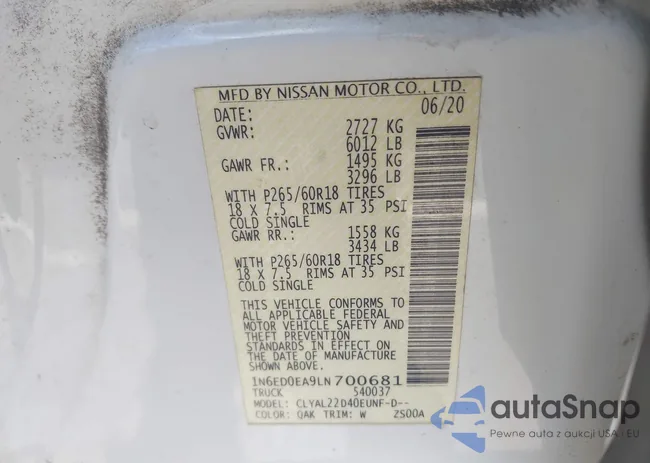 MFD BY NISSAN MOTOR CO., LTD.
DATE: 06/20
GVWR: 2727 KG
6012 LB
GAWR FR.: 1495 KG
3296 LB
WITH P265/60R18 TIRES
18 X 7.5 RIMS AT 35 PSI
COLD SINGLE
GAWR RR.: 1558 KG
3434 LB
WITH P265/60R18 TIRES
18 X 7.5 RIMS AT 35 PSI
COLD SINGLE
THIS VEHICLE CONFORMS TO
ALL APPLICABLE FEDERAL
MOTOR VEHICLE SAFETY AND
THEFT PREVENTION
STANDARDS IN EFFECT ON
THE DATE OF MANUFACTURE
SHOWN ABOVE.
1N6ED0EA9LN700681
TRUCK 540037
MODEL: CLYAL22D40EUNF-D--
COLOR: QAK TRIM: W ZS00A
autoSnap
Pewne auta z aukcji USA i EU